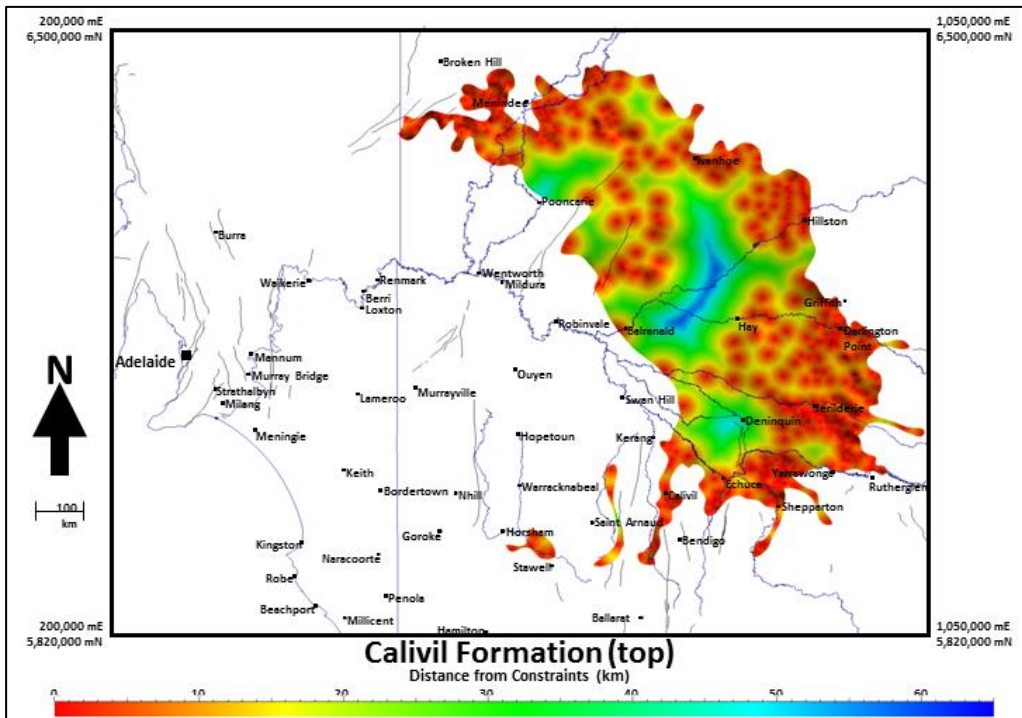 200,000 mE
6,500,000 mN
1,050,000 mE
6,500,000 mN
Broken Hill
Menindee
Ivanhoe
Pooncarie
Hillston
Burra
Waikerie
Renmark
Wentworth
Mildura
Berri
Loxton
Griffith
Robinvale
Balranald
Hay
Darlington
Point
Adelaide
Mannum
Murray Bridge
Ouyen
Strathalbyn
Milang
Lameroo
Murrayville
Swan Hill
Jerilderie
Deniliquin
Meningie
Hopetoun
Kerang
N
Keith
Yarrawonga
Echuca
Rutherglen
Bordertown
Nhill
Warracknabeal
Calivil
Shepparton
100
km
Saint Arnaud
Kingston
Goroke
Horsham
Bendigo
Naracoorte
Stawell
Robe
Penola
Beachport
Millicent
Ballarat
Hamilton
200,000 mE
5,820,000 mN
1,050,000 mE
5,820,000 mN
Calivil Formation (top)
Distance from Constraints (km)
0 10 20 30 40 50 60